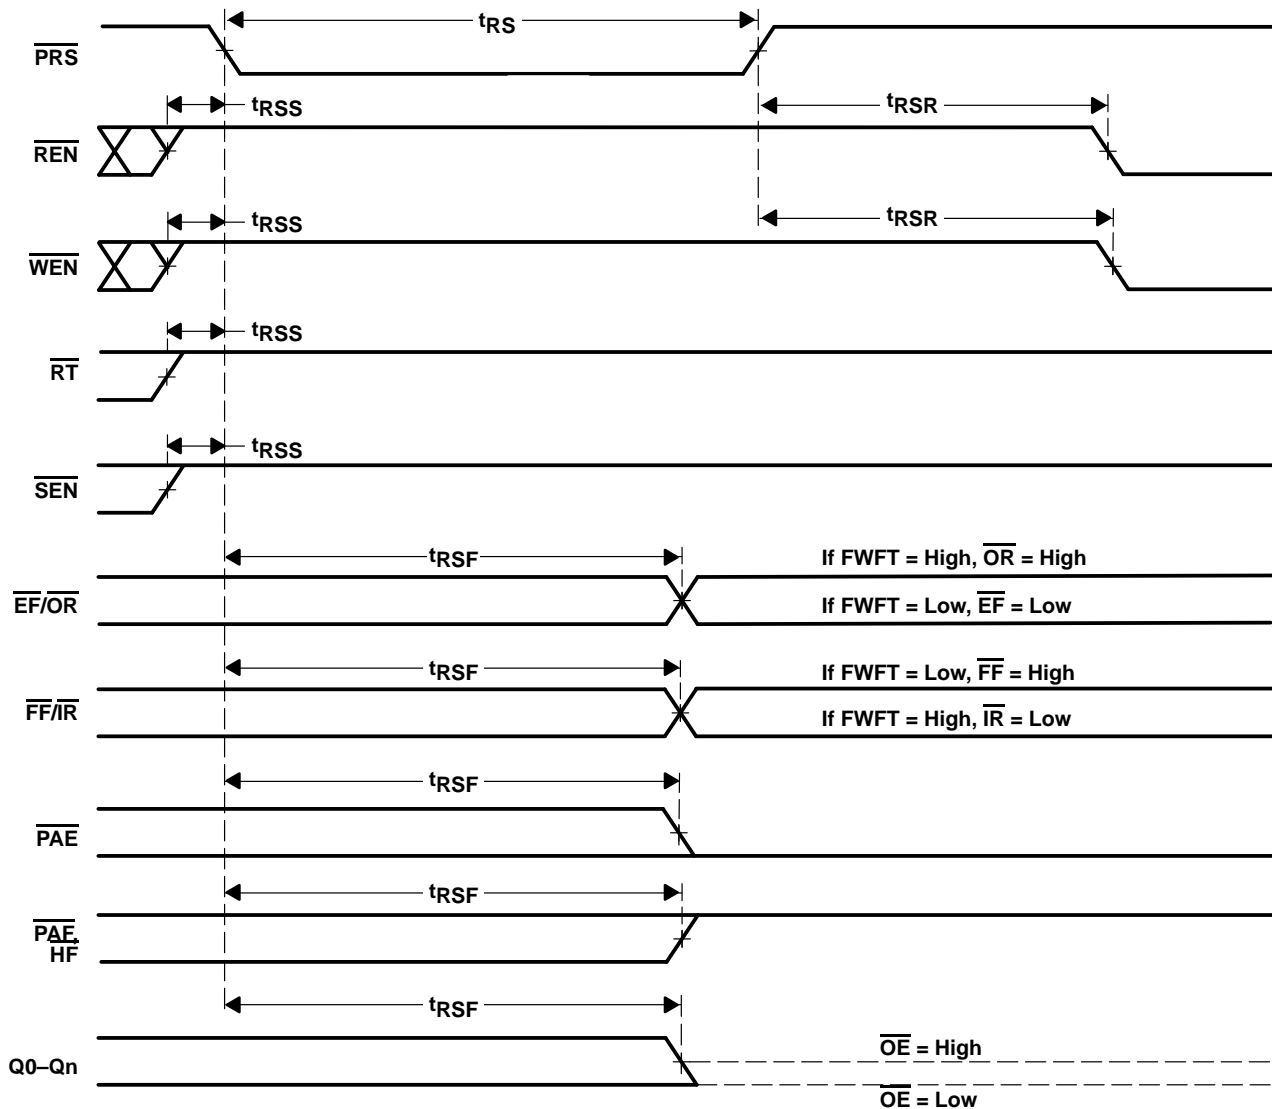 tRS
PRS
tRSS
tRSR
REN
tRSS
tRSR
WEN
tRSS
RT
tRSS
SEN
tRSF
If FWFT = High, OR = High
EF/OR
If FWFT = Low, EF = Low
tRSF
If FWFT = Low, FF = High
FF/IR
If FWFT = High, IR = Low
tRSF
PAE
tRSF
PAF,
HF
tRSF
OE = High
Q0–Qn
OE = Low